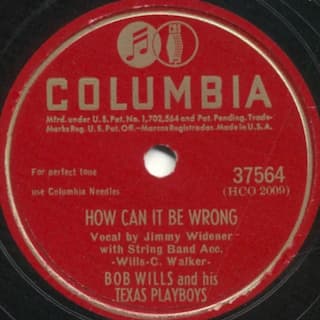 COLUMBIA
Mfrd. under U.S. Pat. No. 1,702,564 and Pat. Pending. Trade-
Marks Reg. U.S. Pat. Off.–Marcas Registradas. Made in U.S.A.
For perfect tone
use Columbia Needles
37564
(HCO 2009)
HOW CAN IT BE WRONG
Vocal by Jimmy Widener
with String Band Acc.
-Wills-C. Walker-
BOB WILLS and his
TEXAS PLAYBOYS